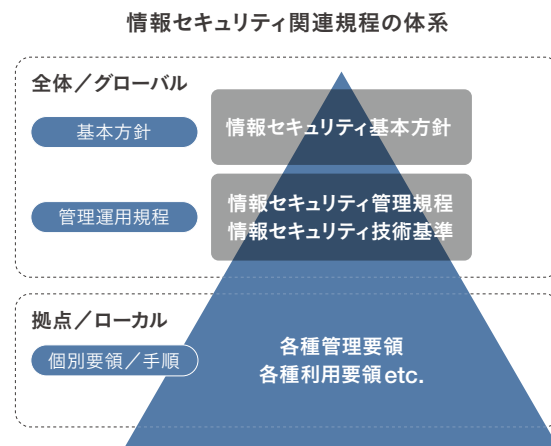 情報セキュリティ関連規程の体系
全体／グローバル
基本方針
情報セキュリティ基本方針
管理運用規程
情報セキュリティ管理規程
情報セキュリティ技術基準
拠点／ローカル
個別要領／手順
各種管理要領
各種利用要領etc.